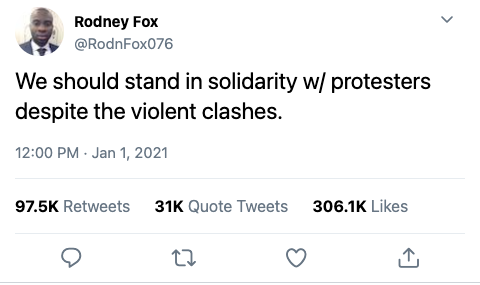 Rodney Fox
@RodnFox076
We should stand in solidarity w/ protesters
despite the violent clashes.
12:00 PM · Jan 1, 2021
97.5K Retweets 31K Quote Tweets 306.1K Likes